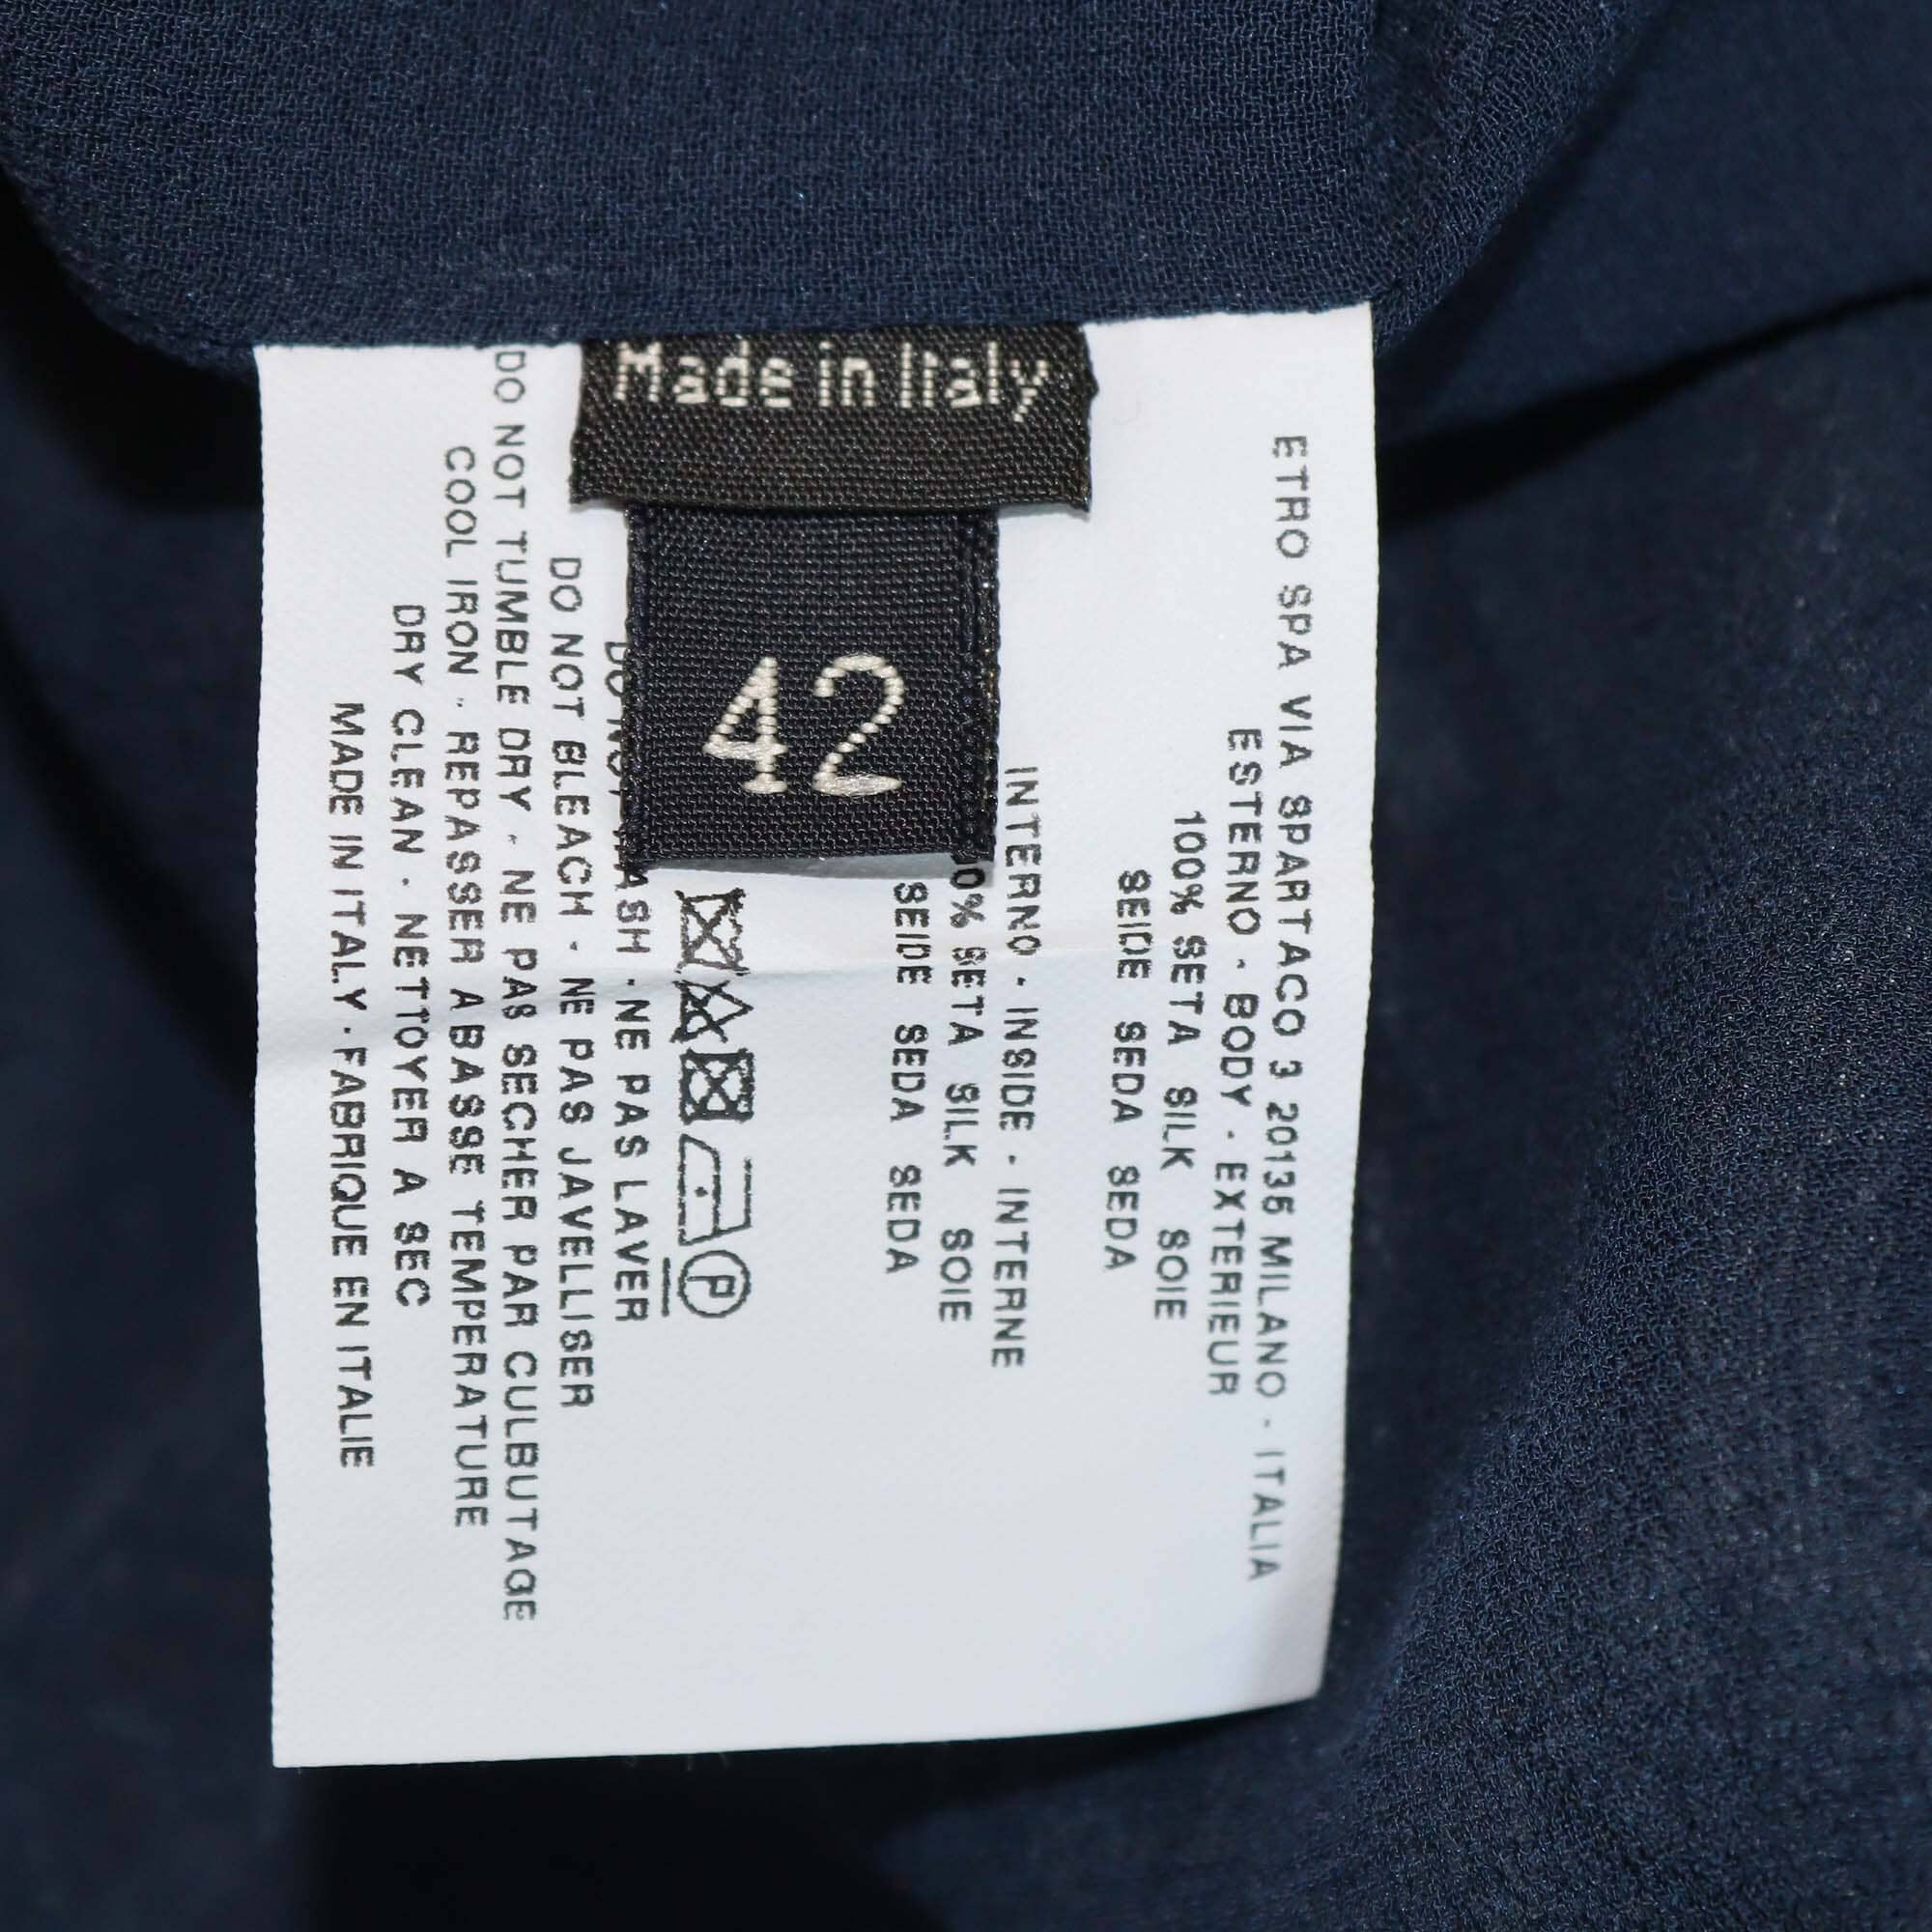 Made in Italy
42
ETRO SPA VIA SPARTACO 3 20135 MILANO - ITALIA
ESTERNO - BODY - EXTERIEUR
100% SETA SILK SOIE
SEIDE SEDA SEDA
INTERNO - INSIDE - INTERNE
0% SETA SILK SOIE
SEIDE SEDA SEDA
P
ASH - NE PAS LAVER
DO NOT BLEACH - NE PAS JAVELLISER
DO NOT TUMBLE DRY - NE PAS SECHER PAR CULBUTAGE
COOL IRON - REPASSER A BASSE TEMPERATURE
DRY CLEAN - NETTOYER A SEC
MADE IN ITALY - FABRIQUE EN ITALIE